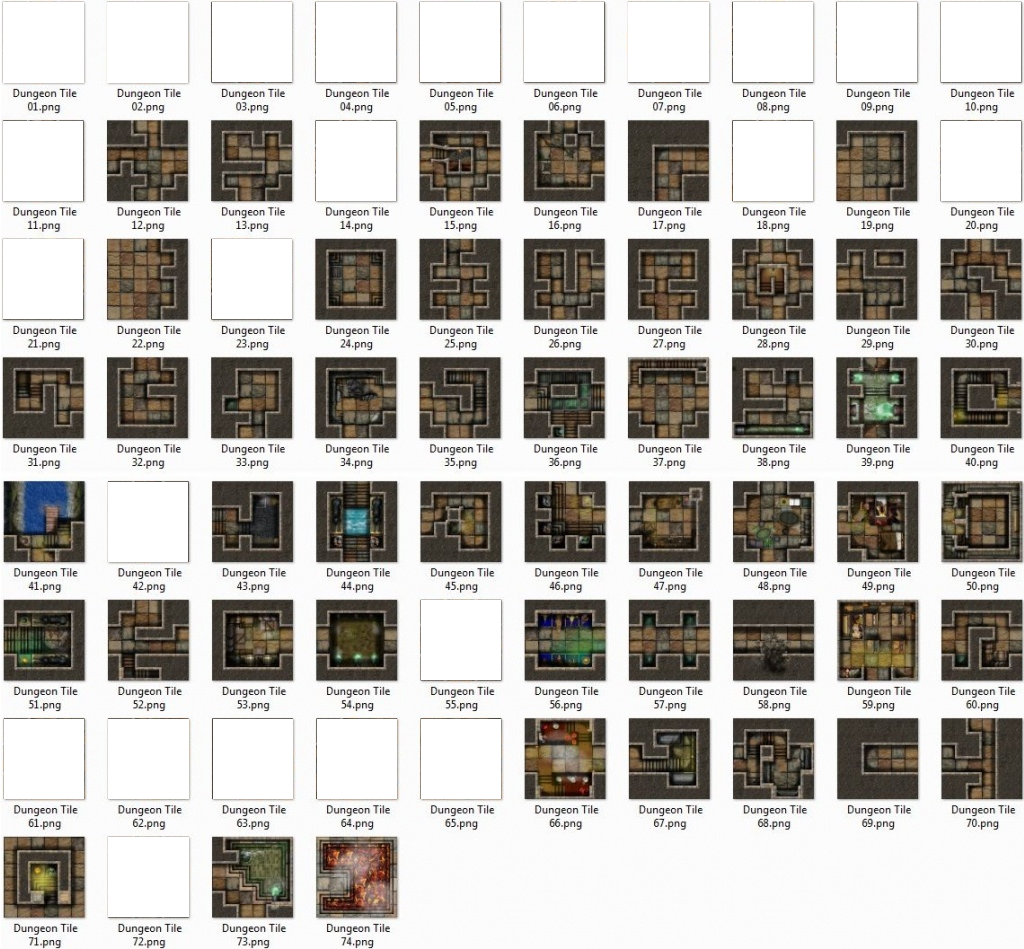 Dungeon Tile Dungeon Tile Dungeon Tile Dungeon Tile Dungeon Tile Dungeon Tile Dungeon Tile Dungeon Tile Dungeon Tile Dungeon Tile
01.png 02.png 03.png 04.png 05.png 06.png 07.png 08.png 09.png 10.png
Dungeon Tile Dungeon Tile Dungeon Tile Dungeon Tile Dungeon Tile Dungeon Tile Dungeon Tile Dungeon Tile Dungeon Tile Dungeon Tile
11.png 12.png 13.png 14.png 15.png 16.png 17.png 18.png 19.png 20.png
Dungeon Tile Dungeon Tile Dungeon Tile Dungeon Tile Dungeon Tile Dungeon Tile Dungeon Tile Dungeon Tile Dungeon Tile Dungeon Tile
21.png 22.png 23.png 24.png 25.png 26.png 27.png 28.png 29.png 30.png
Dungeon Tile Dungeon Tile Dungeon Tile Dungeon Tile Dungeon Tile Dungeon Tile Dungeon Tile Dungeon Tile Dungeon Tile Dungeon Tile
31.png 32.png 33.png 34.png 35.png 36.png 37.png 38.png 39.png 40.png
Dungeon Tile Dungeon Tile Dungeon Tile Dungeon Tile Dungeon Tile Dungeon Tile Dungeon Tile Dungeon Tile Dungeon Tile Dungeon Tile
41.png 42.png 43.png 44.png 45.png 46.png 47.png 48.png 49.png 50.png
Dungeon Tile Dungeon Tile Dungeon Tile Dungeon Tile Dungeon Tile Dungeon Tile Dungeon Tile Dungeon Tile Dungeon Tile Dungeon Tile
51.png 52.png 53.png 54.png 55.png 56.png 57.png 58.png 59.png 60.png
Dungeon Tile Dungeon Tile Dungeon Tile Dungeon Tile Dungeon Tile Dungeon Tile Dungeon Tile Dungeon Tile Dungeon Tile Dungeon Tile
61.png 62.png 63.png 64.png 65.png 66.png 67.png 68.png 69.png 70.png
Dungeon Tile Dungeon Tile Dungeon Tile Dungeon Tile
71.png 72.png 73.png 74.png